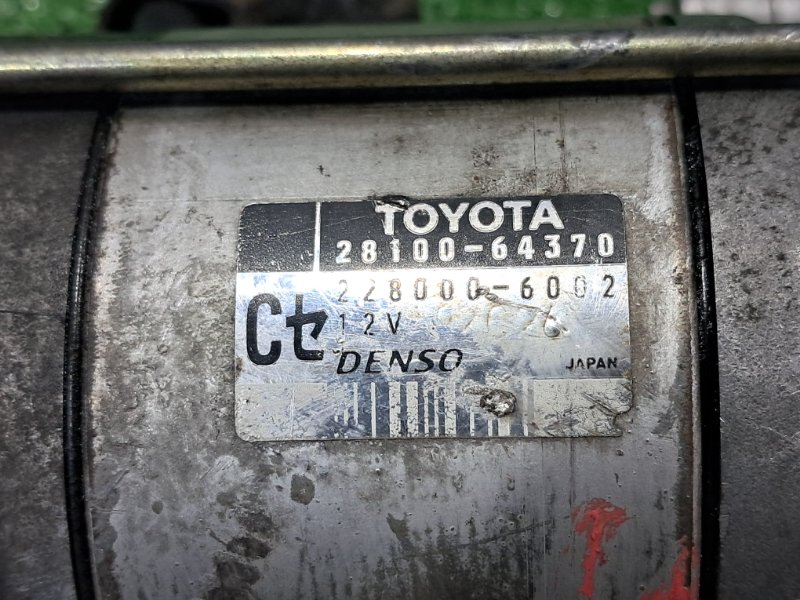 TOYOTA
28100-64370
228000-6002
Cセ
12V
DENSO
JAPAN